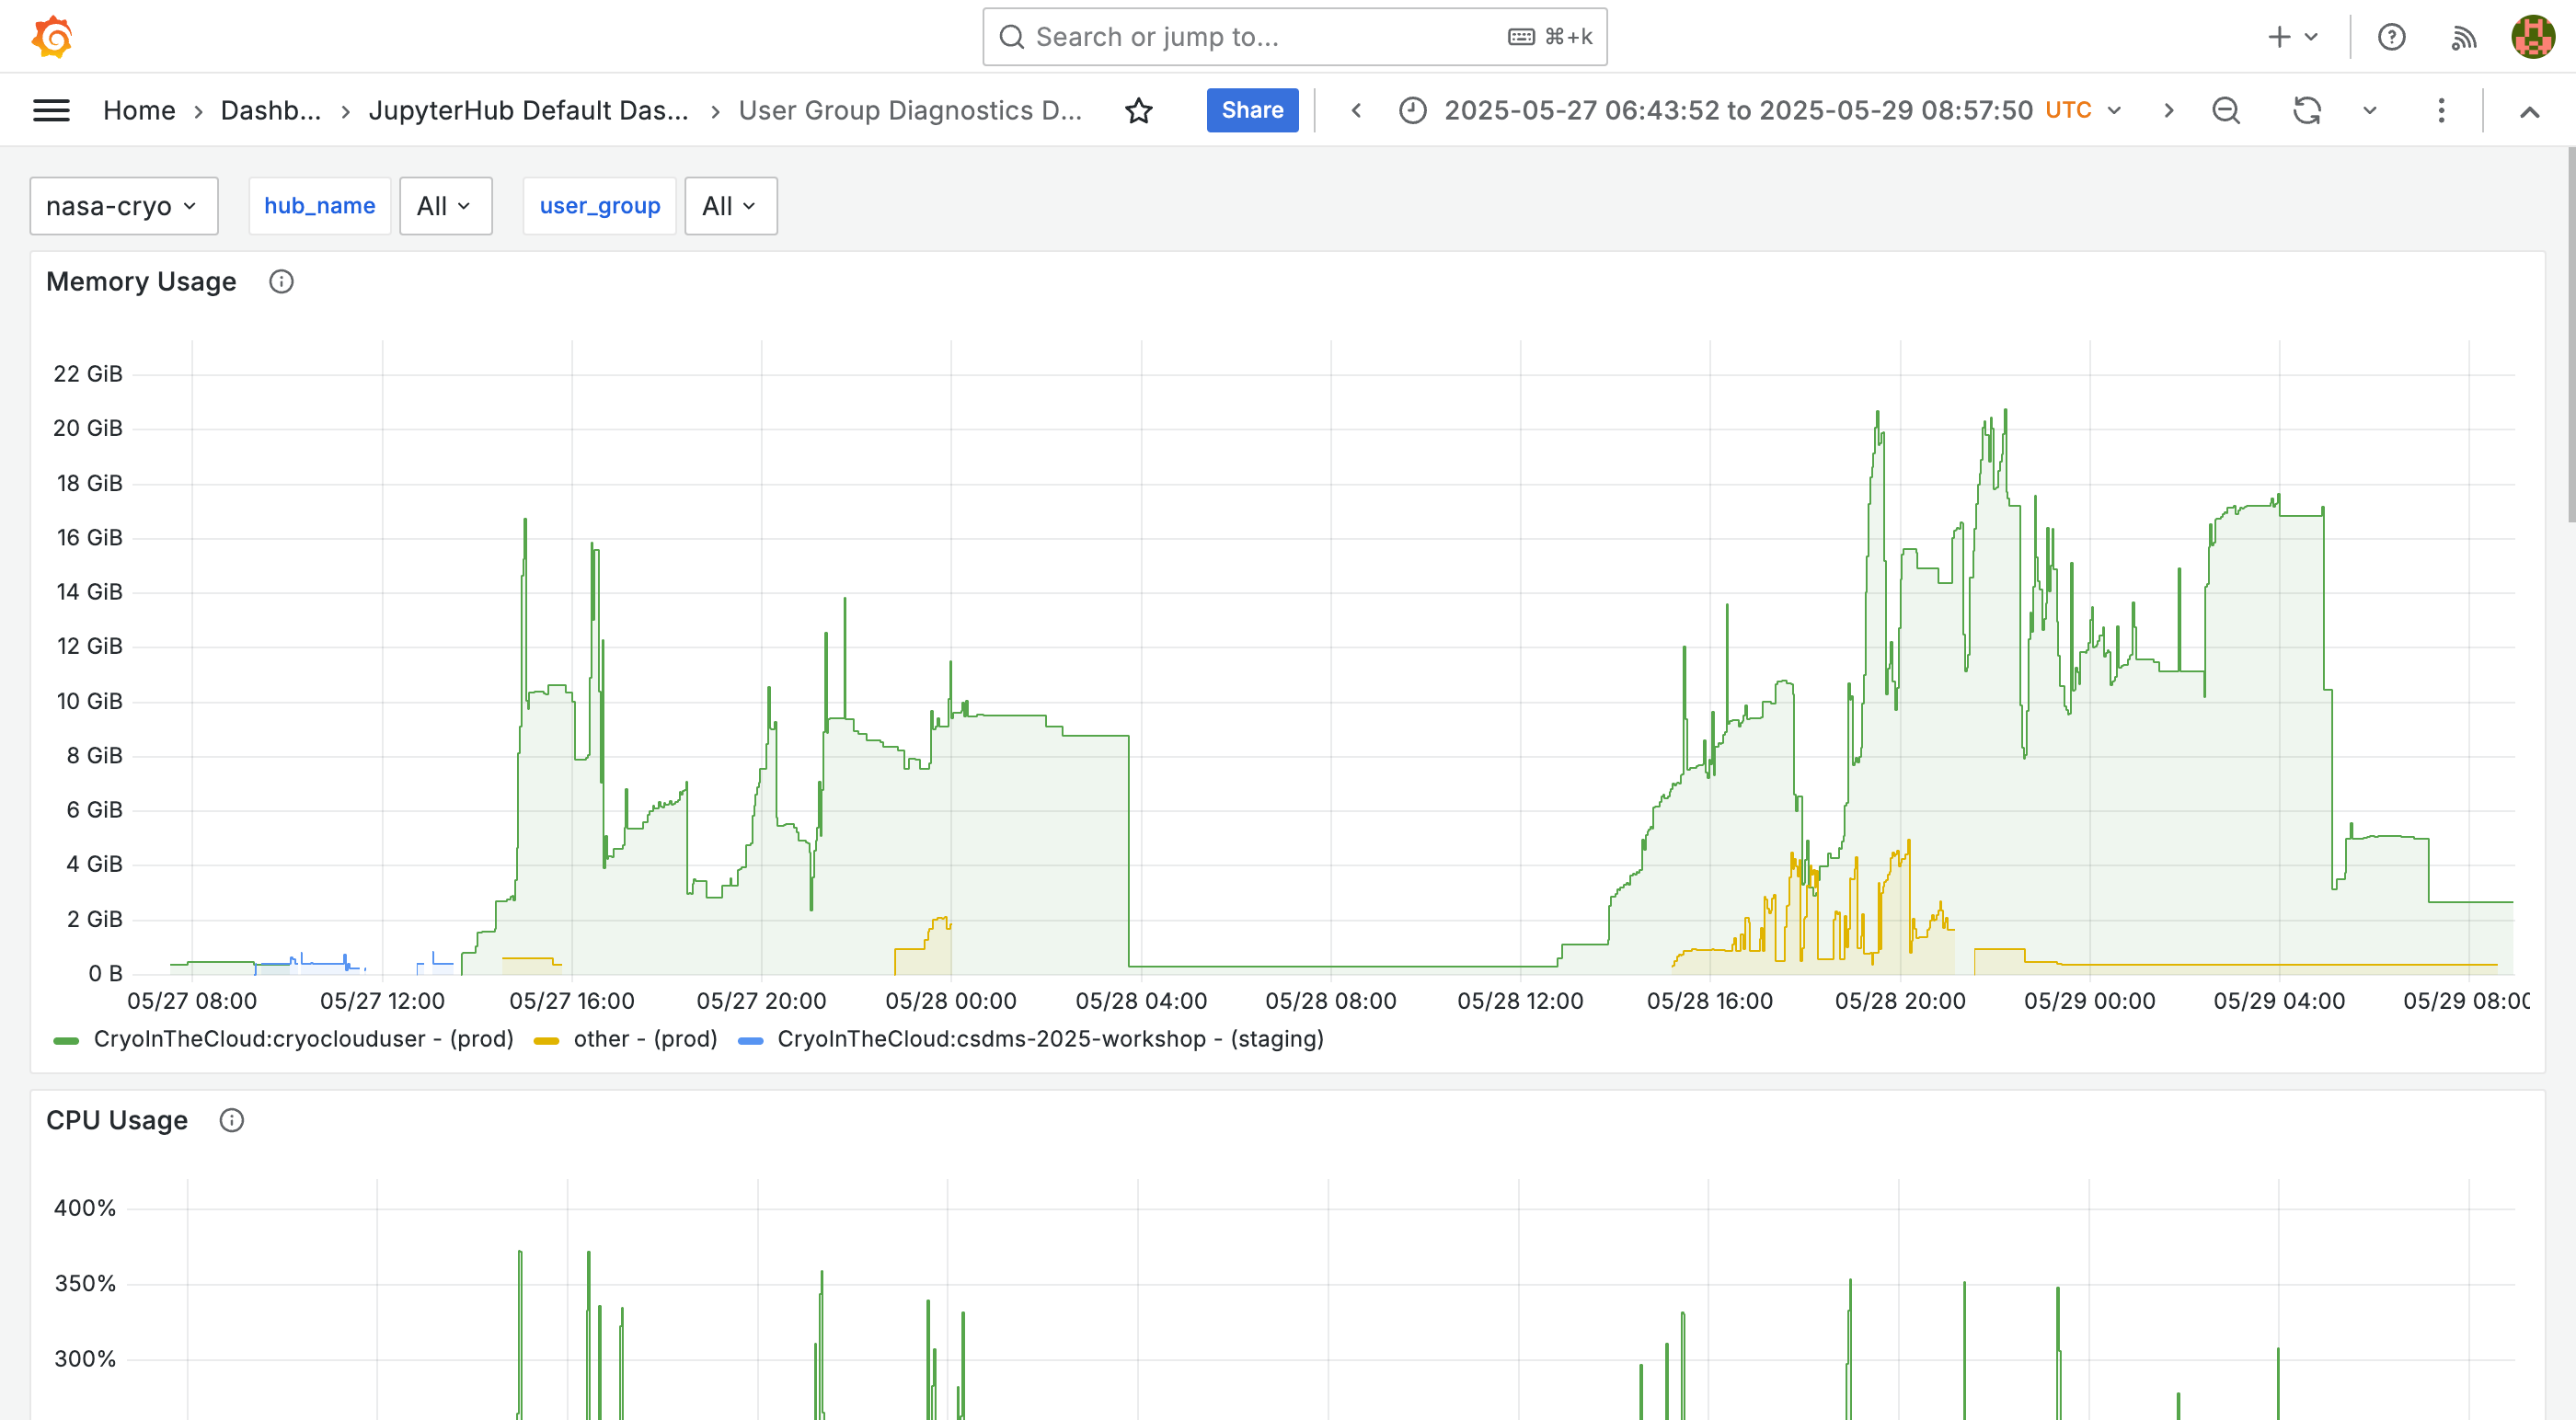 Search or jump to... ⌘+k
Home › Dashb... › JupyterHub Default Das... › User Group Diagnostics D... Share 2025-05-27 06:43:52 to 2025-05-29 08:57:50 UTC
nasa-cryo hub_name All user_group All
Memory Usage
22 GiB
20 GiB
18 GiB
16 GiB
14 GiB
12 GiB
10 GiB
8 GiB
6 GiB
4 GiB
2 GiB
0 B
05/27 08:00 05/27 12:00 05/27 16:00 05/27 20:00 05/28 00:00 05/28 04:00 05/28 08:00 05/28 12:00 05/28 16:00 05/28 20:00 05/29 00:00 05/29 04:00 05/29 08:00
CryoInTheCloud:cryoclouduser - (prod) other - (prod) CryoInTheCloud:csdms-2025-workshop - (staging)
CPU Usage
400%
350%
300%